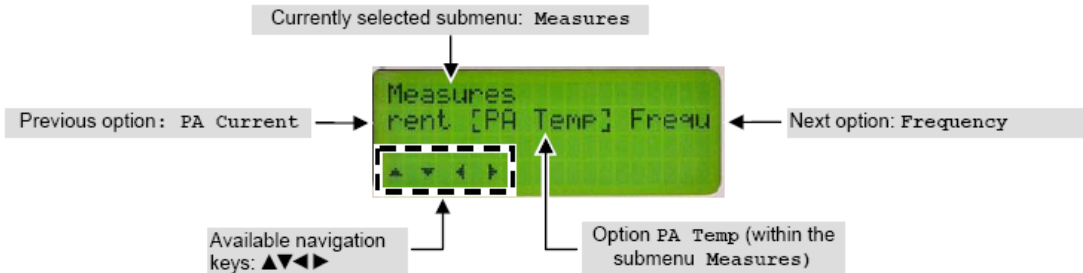 Currently selected submenu: Measures
Previous option: PA Current
Measures
rent [PA Temp] Frequ
▲ ▼ ◄ ►
Next option: Frequency
Available navigation
keys: ▲▼◄►
Option PA Temp (within the
submenu Measures)